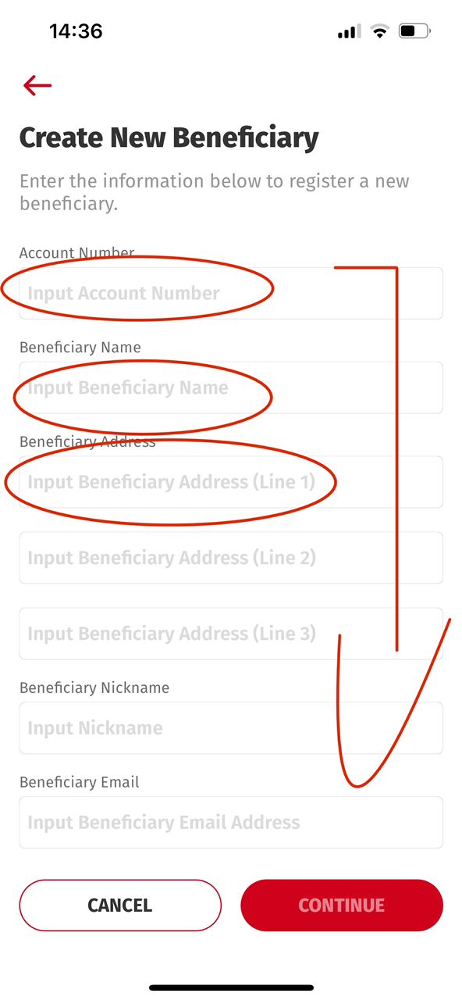 14:36
Create New Beneficiary
Enter the information below to register a new
beneficiary.
Account Number
Input Account Number
Beneficiary Name
Input Beneficiary Name
Beneficiary Address
Input Beneficiary Address (Line 1)
Input Beneficiary Address (Line 2)
Input Beneficiary Address (Line 3)
Beneficiary Nickname
Input Nickname
Beneficiary Email
Input Beneficiary Email Address
CANCEL CONTINUE